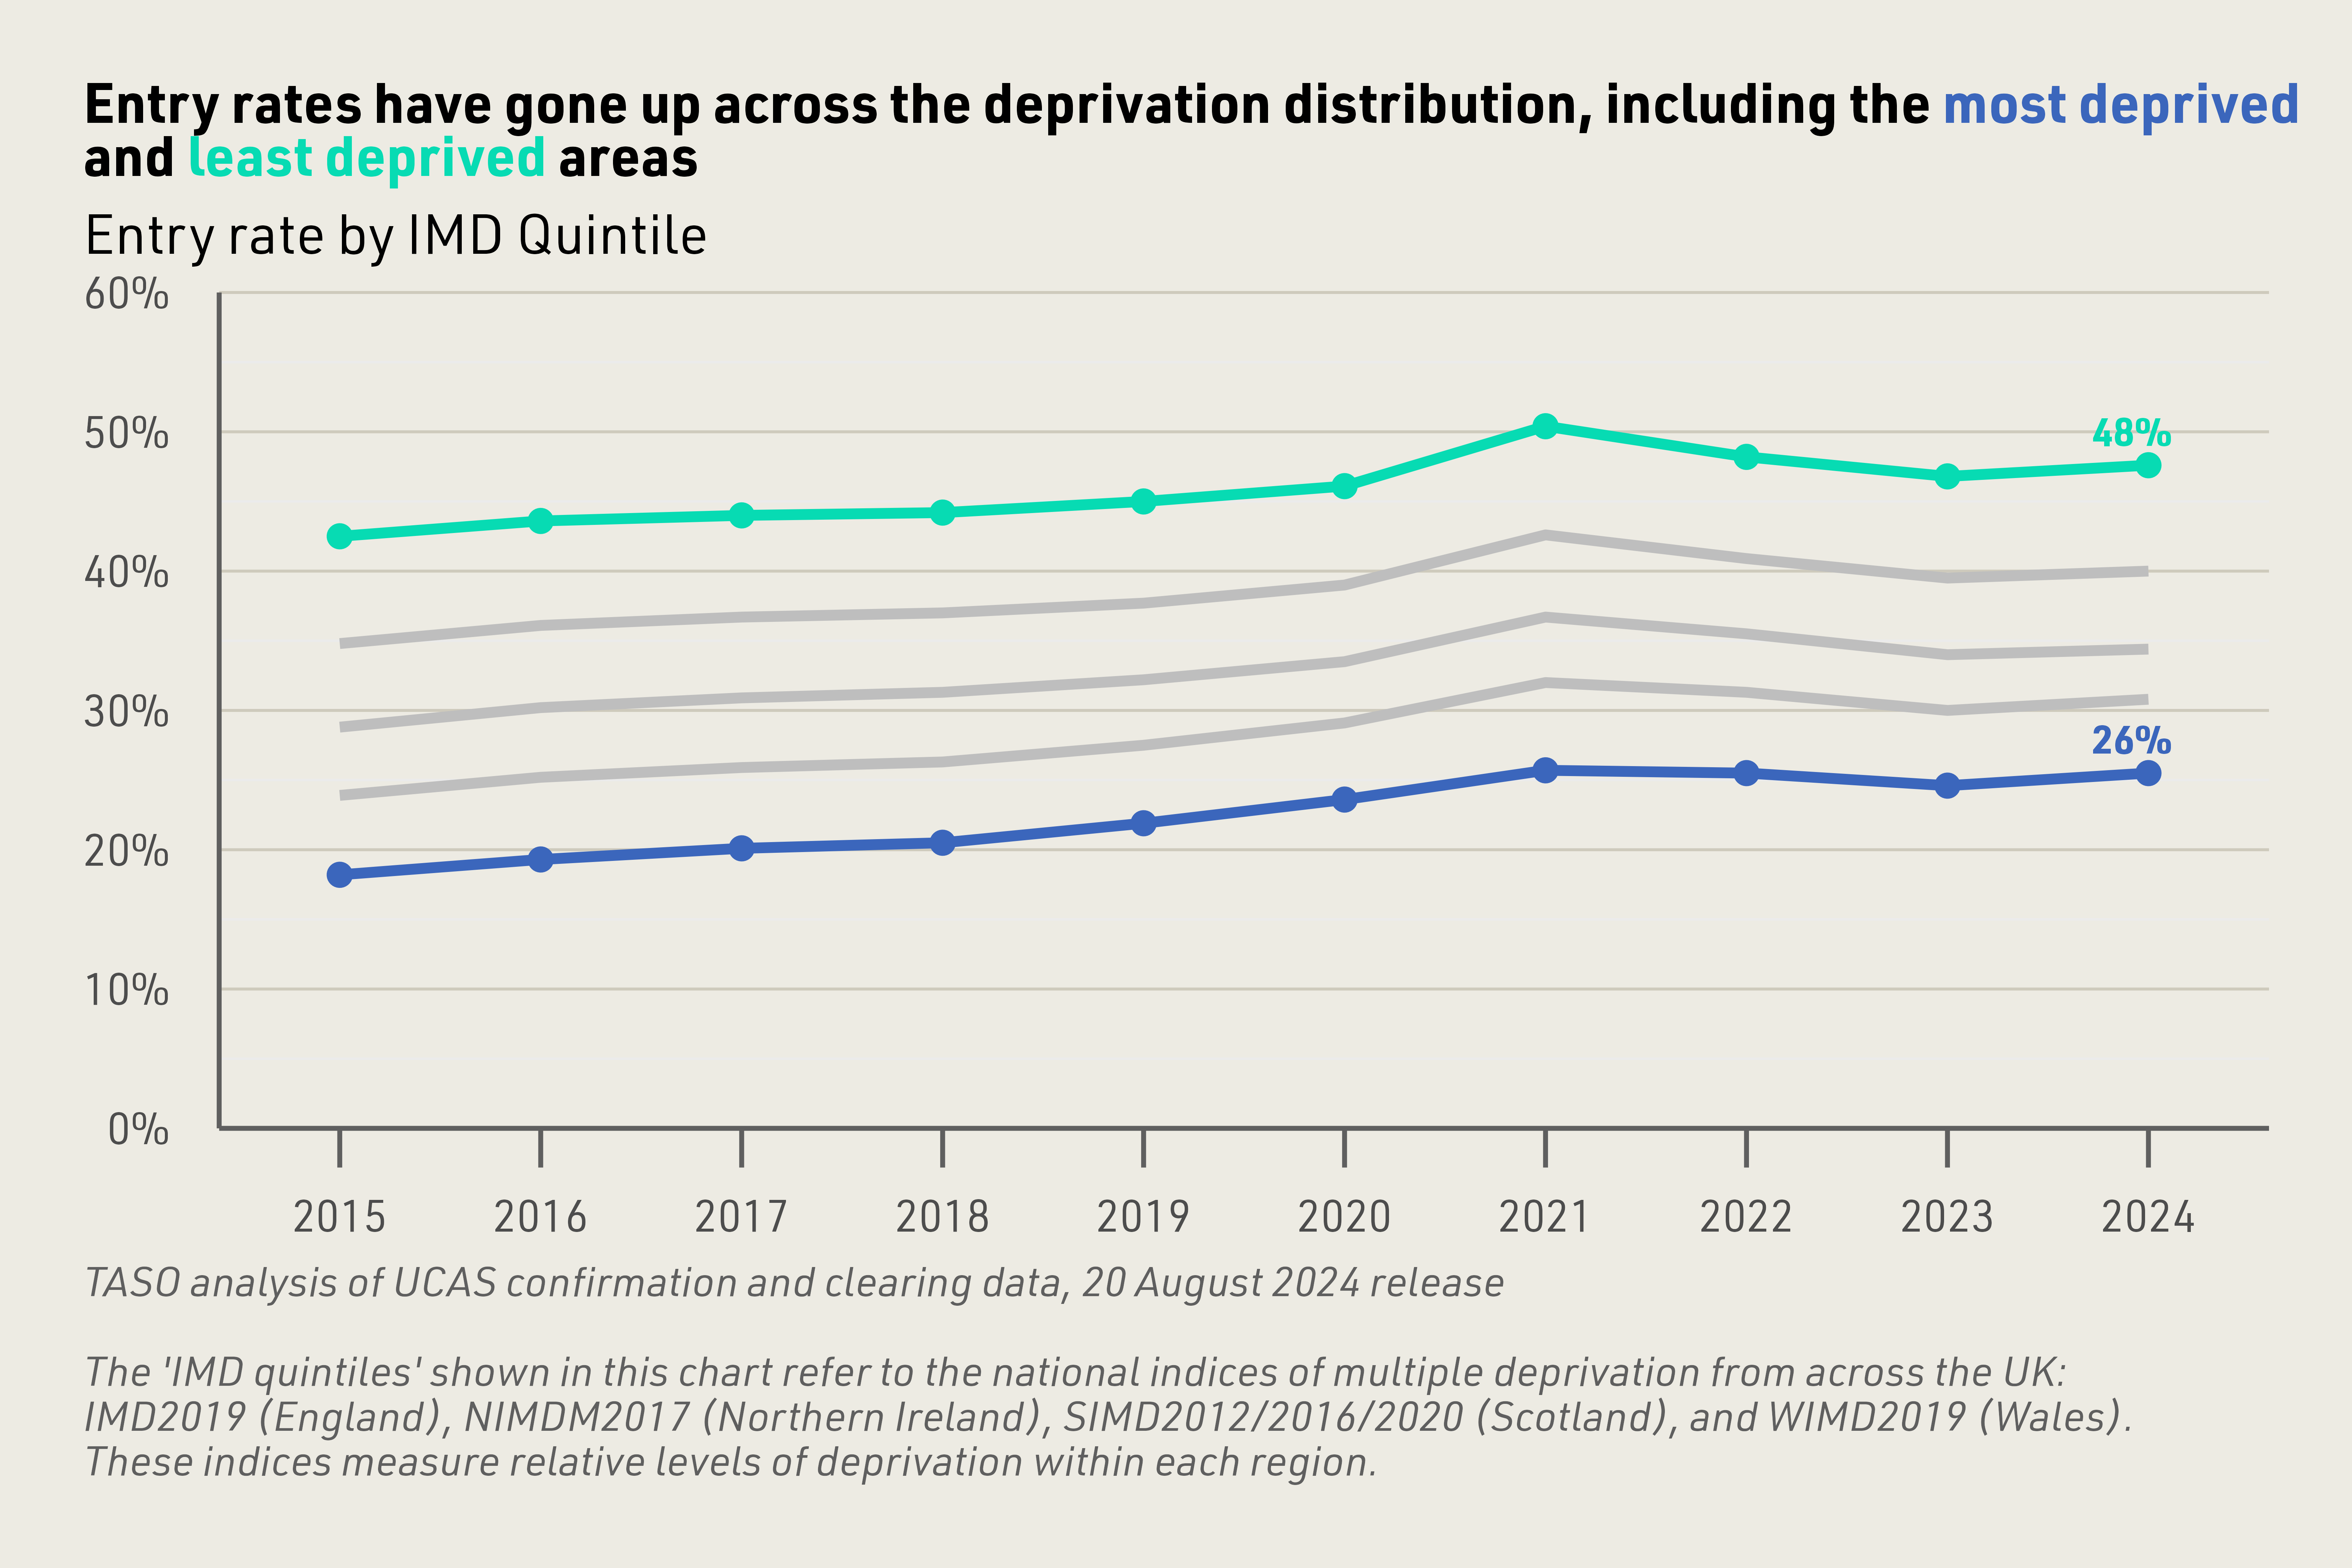 Entry rates have gone up across the deprivation distribution, including the most deprived
and least deprived areas
Entry rate by IMD Quintile
60%
50%
48%
40%
30%
26%
20%
10%
0%
2015 2016 2017 2018 2019 2020 2021 2022 2023 2024
TASO analysis of UCAS confirmation and clearing data, 20 August 2024 release
The 'IMD quintiles' shown in this chart refer to the national indices of multiple deprivation from across the UK:
IMD2019 (England), NIMDM2017 (Northern Ireland), SIMD2012/2016/2020 (Scotland), and WIMD2019 (Wales).
These indices measure relative levels of deprivation within each region.